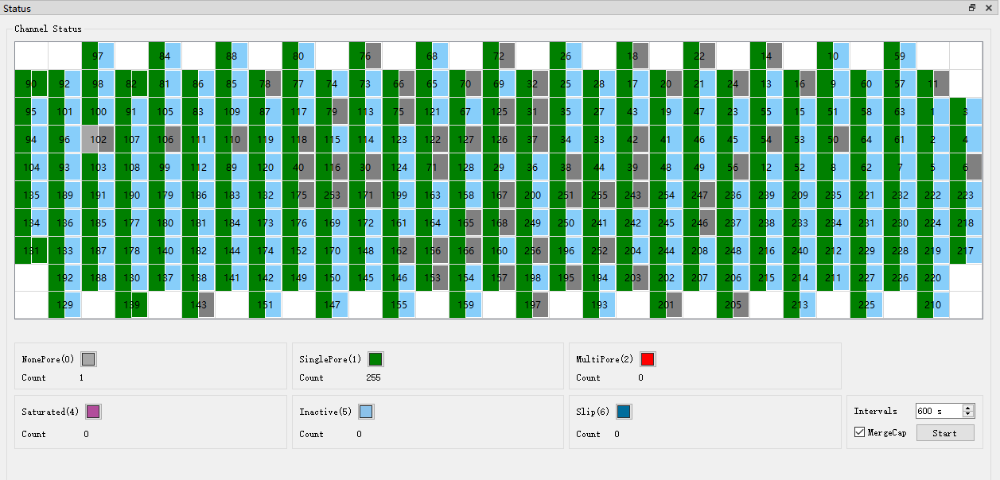 Status
Channel Status
97 84 88 80 76 68 72 26 18 22 14 10 59
90 92 98 82 81 86 85 78 77 74 73 66 65 70 69 32 25 28 17 20 21 24 13 16 9 60 57 11
95 101 100 91 105 83 109 87 117 79 113 75 121 67 125 31 35 27 43 19 47 23 55 15 51 58 63 1 3
94 96 102 107 106 111 110 119 118 115 114 123 122 127 126 37 34 33 42 41 46 45 54 53 50 64 61 2 4
104 93 103 108 99 112 89 120 40 116 30 124 71 128 29 36 38 44 39 48 49 56 12 52 8 62 7 5 6
135 189 191 190 179 186 183 132 175 253 171 199 163 158 167 200 251 255 243 254 247 236 239 209 235 221 232 222 223
134 136 185 177 180 181 184 173 176 169 172 161 164 165 168 249 250 241 242 245 246 237 238 233 234 231 230 224 218
131 133 187 178 140 182 144 174 152 170 148 162 156 166 160 256 196 252 204 244 208 248 216 240 212 229 228 219 217
192 188 130 137 138 141 142 149 150 145 146 153 154 157 198 195 194 203 202 207 206 215 214 211 227 226 220
129 139 143 151 147 155 159 197 193 201 205 213 225 210
NonePore(0) SinglePore(1) MultiPore(2)
Count 1 Count 255 Count 0
Saturated(4) Inactive(5) Slip(6) Intervals 600 s
Count 0 Count 0 Count 0 MergeCap Start